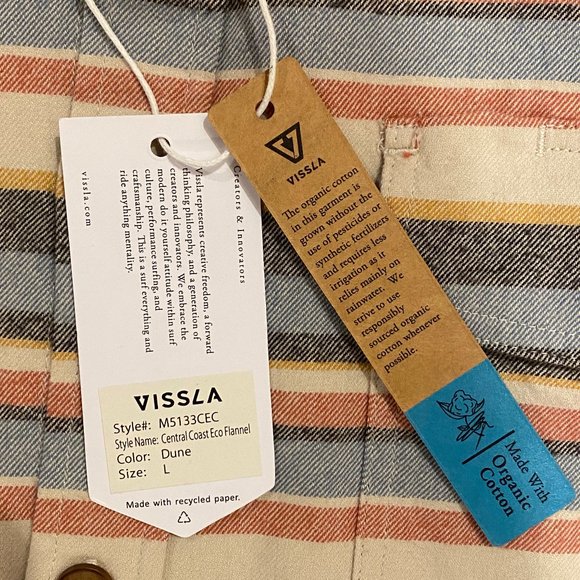 vissla.com
Creators & Innovators
Vissla represents creative freedom, a forward
thinking philosophy, and a generation of
creators and innovators. We embrace the
modern do it yourself attitude within surf
culture, performance surfing, and
craftsmanship. This is a surf everything and
ride anything mentality.
VISSLA
Style#: M5133CEC
Style Name: Central Coast Eco Flannel
Color: Dune
Size: L
Made with recycled paper.
VISSLA
The organic cotton
in this garment is
grown without the
use of pesticides or
synthetic fertilizers
and requires less
irrigation as it
relies mainly on
rainwater. We
strive to use
responsibly
sourced organic
cotton whenever
possible.
Made With
Organic
Cotton